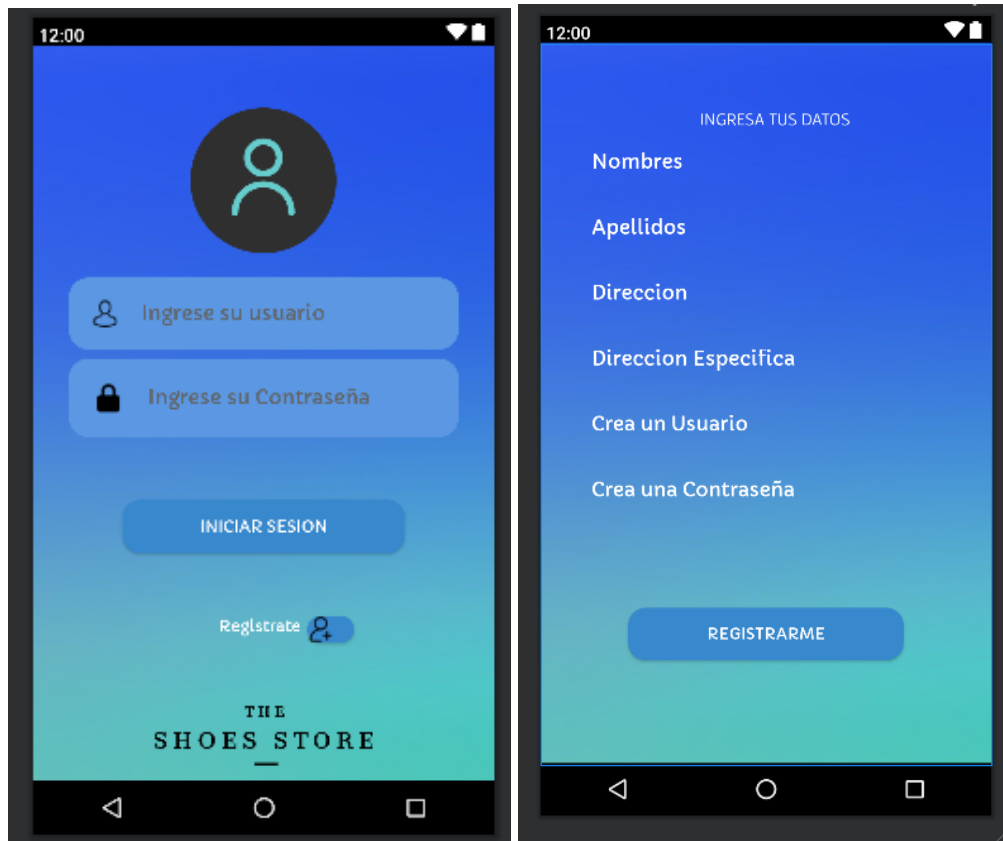 12:00
Ingrese su usuario
Ingrese su Contraseña
INICIAR SESION
Registrate
THE
SHOES STORE
12:00
INGRESA TUS DATOS
Nombres
Apellidos
Direccion
Direccion Especifica
Crea un Usuario
Crea una Contraseña
REGISTRARME